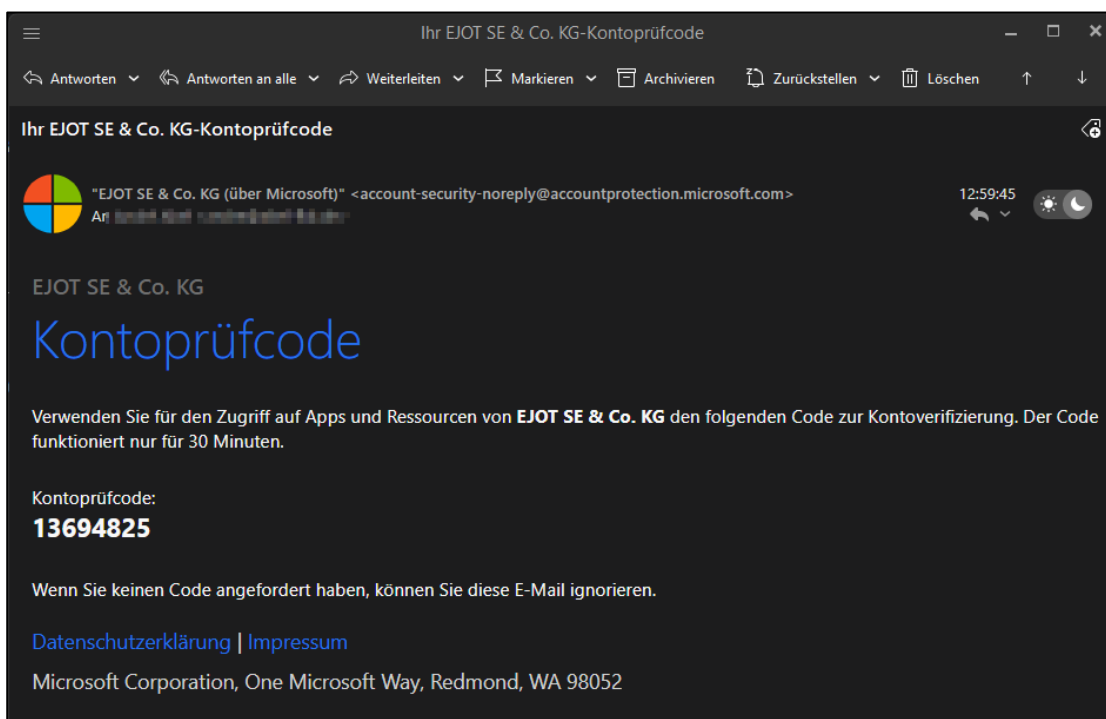 Ihr EJOT SE & Co. KG-Kontoprüfcode
Antworten Antworten an alle Weiterleiten Markieren Archivieren Zurückstellen Löschen
Ihr EJOT SE & Co. KG-Kontoprüfcode
"EJOT SE & Co. KG (über Microsoft)" <account-security-noreply@accountprotection.microsoft.com> 12:59:45
An
EJOT SE & Co. KG
Kontoprüfcode
Verwenden Sie für den Zugriff auf Apps und Ressourcen von EJOT SE & Co. KG den folgenden Code zur Kontoverifizierung. Der Code
funktioniert nur für 30 Minuten.
Kontoprüfcode:
13694825
Wenn Sie keinen Code angefordert haben, können Sie diese E-Mail ignorieren.
Datenschutzerklärung | Impressum
Microsoft Corporation, One Microsoft Way, Redmond, WA 98052